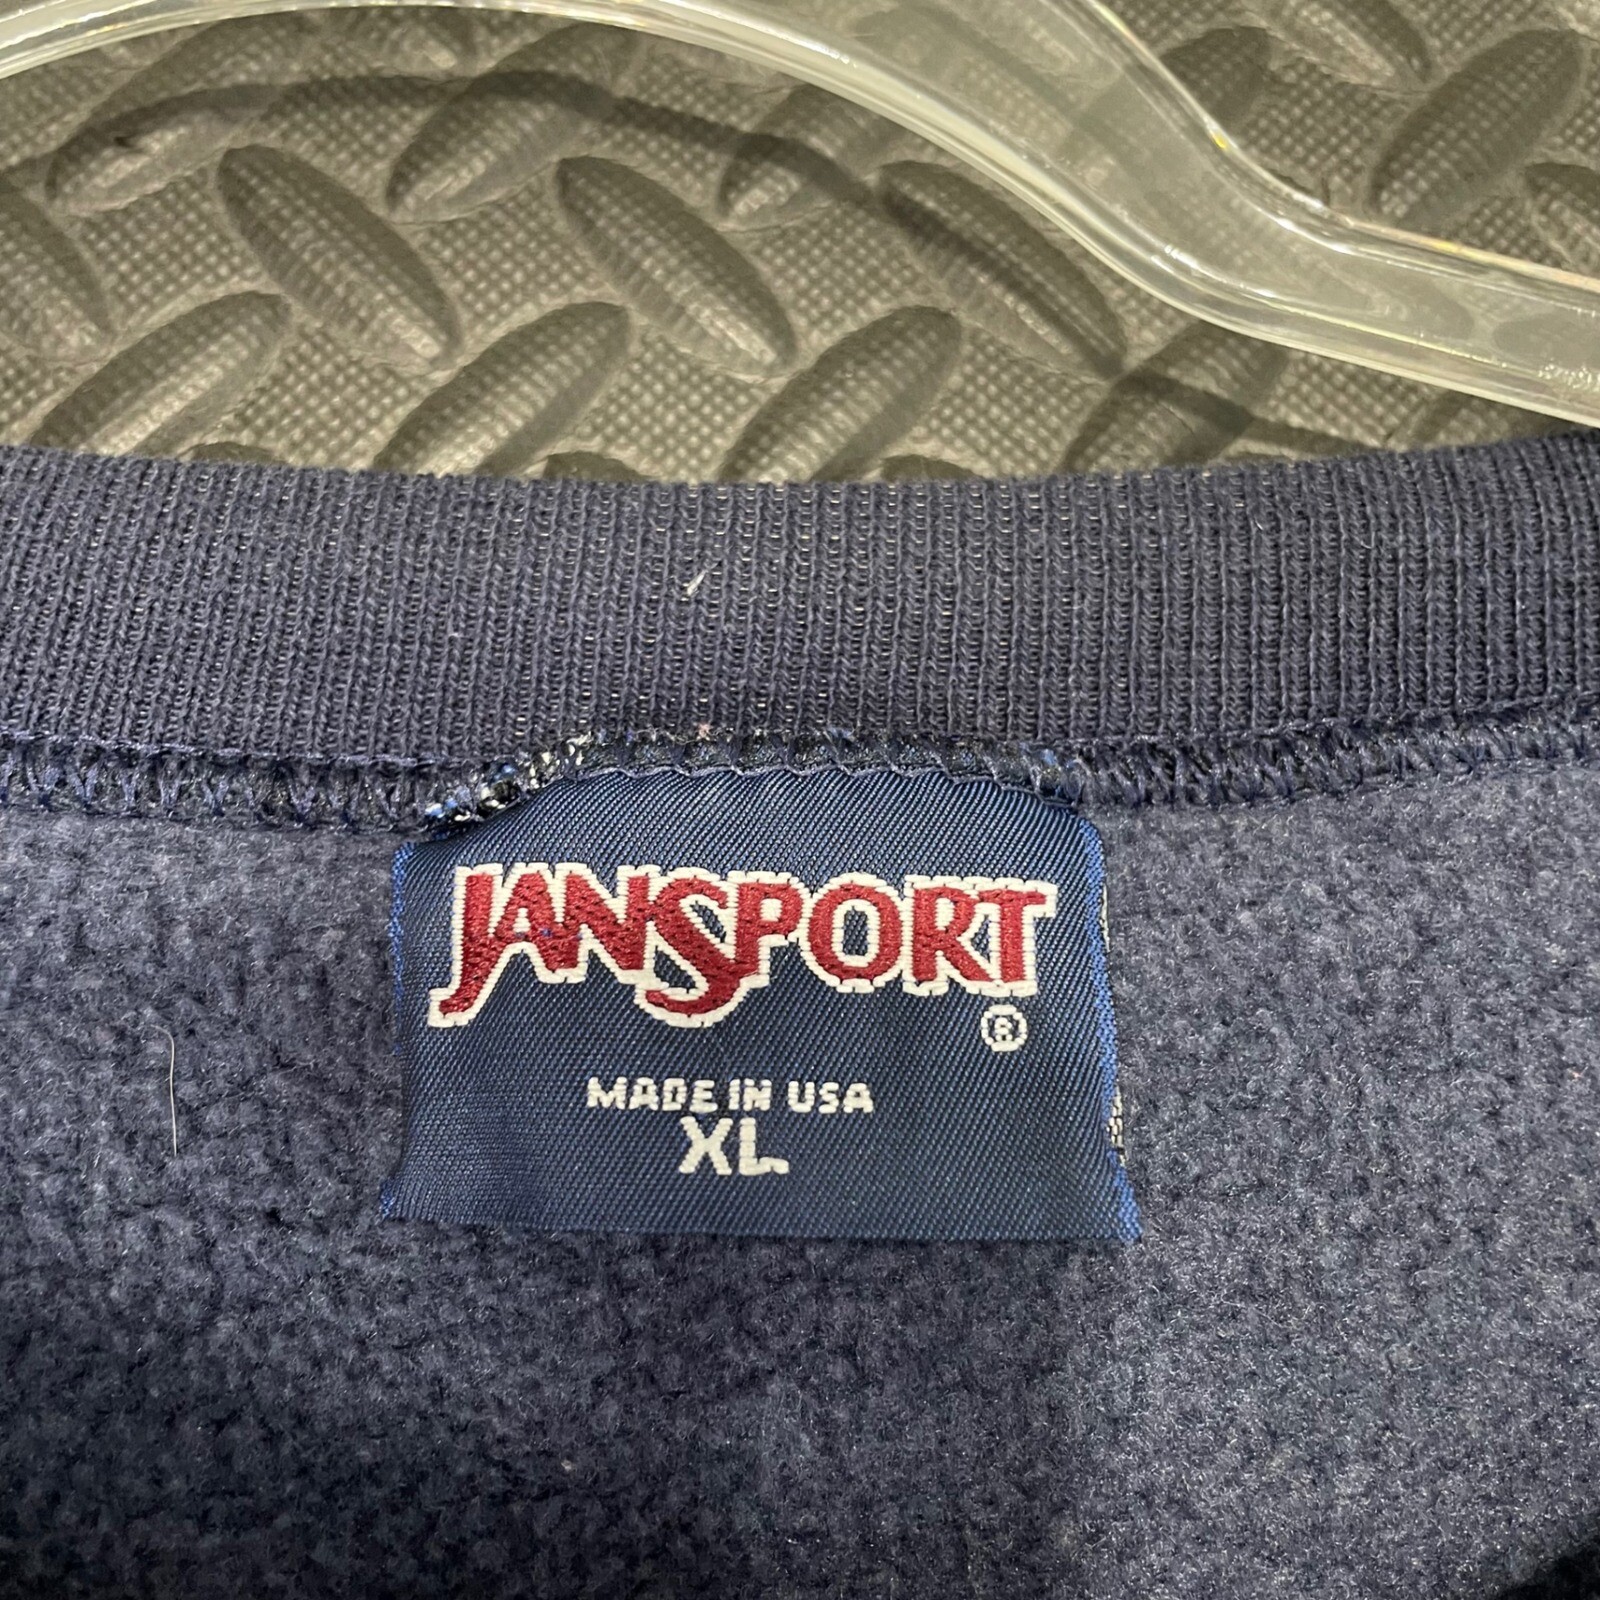 JANSPORT
®
MADE IN USA
XL